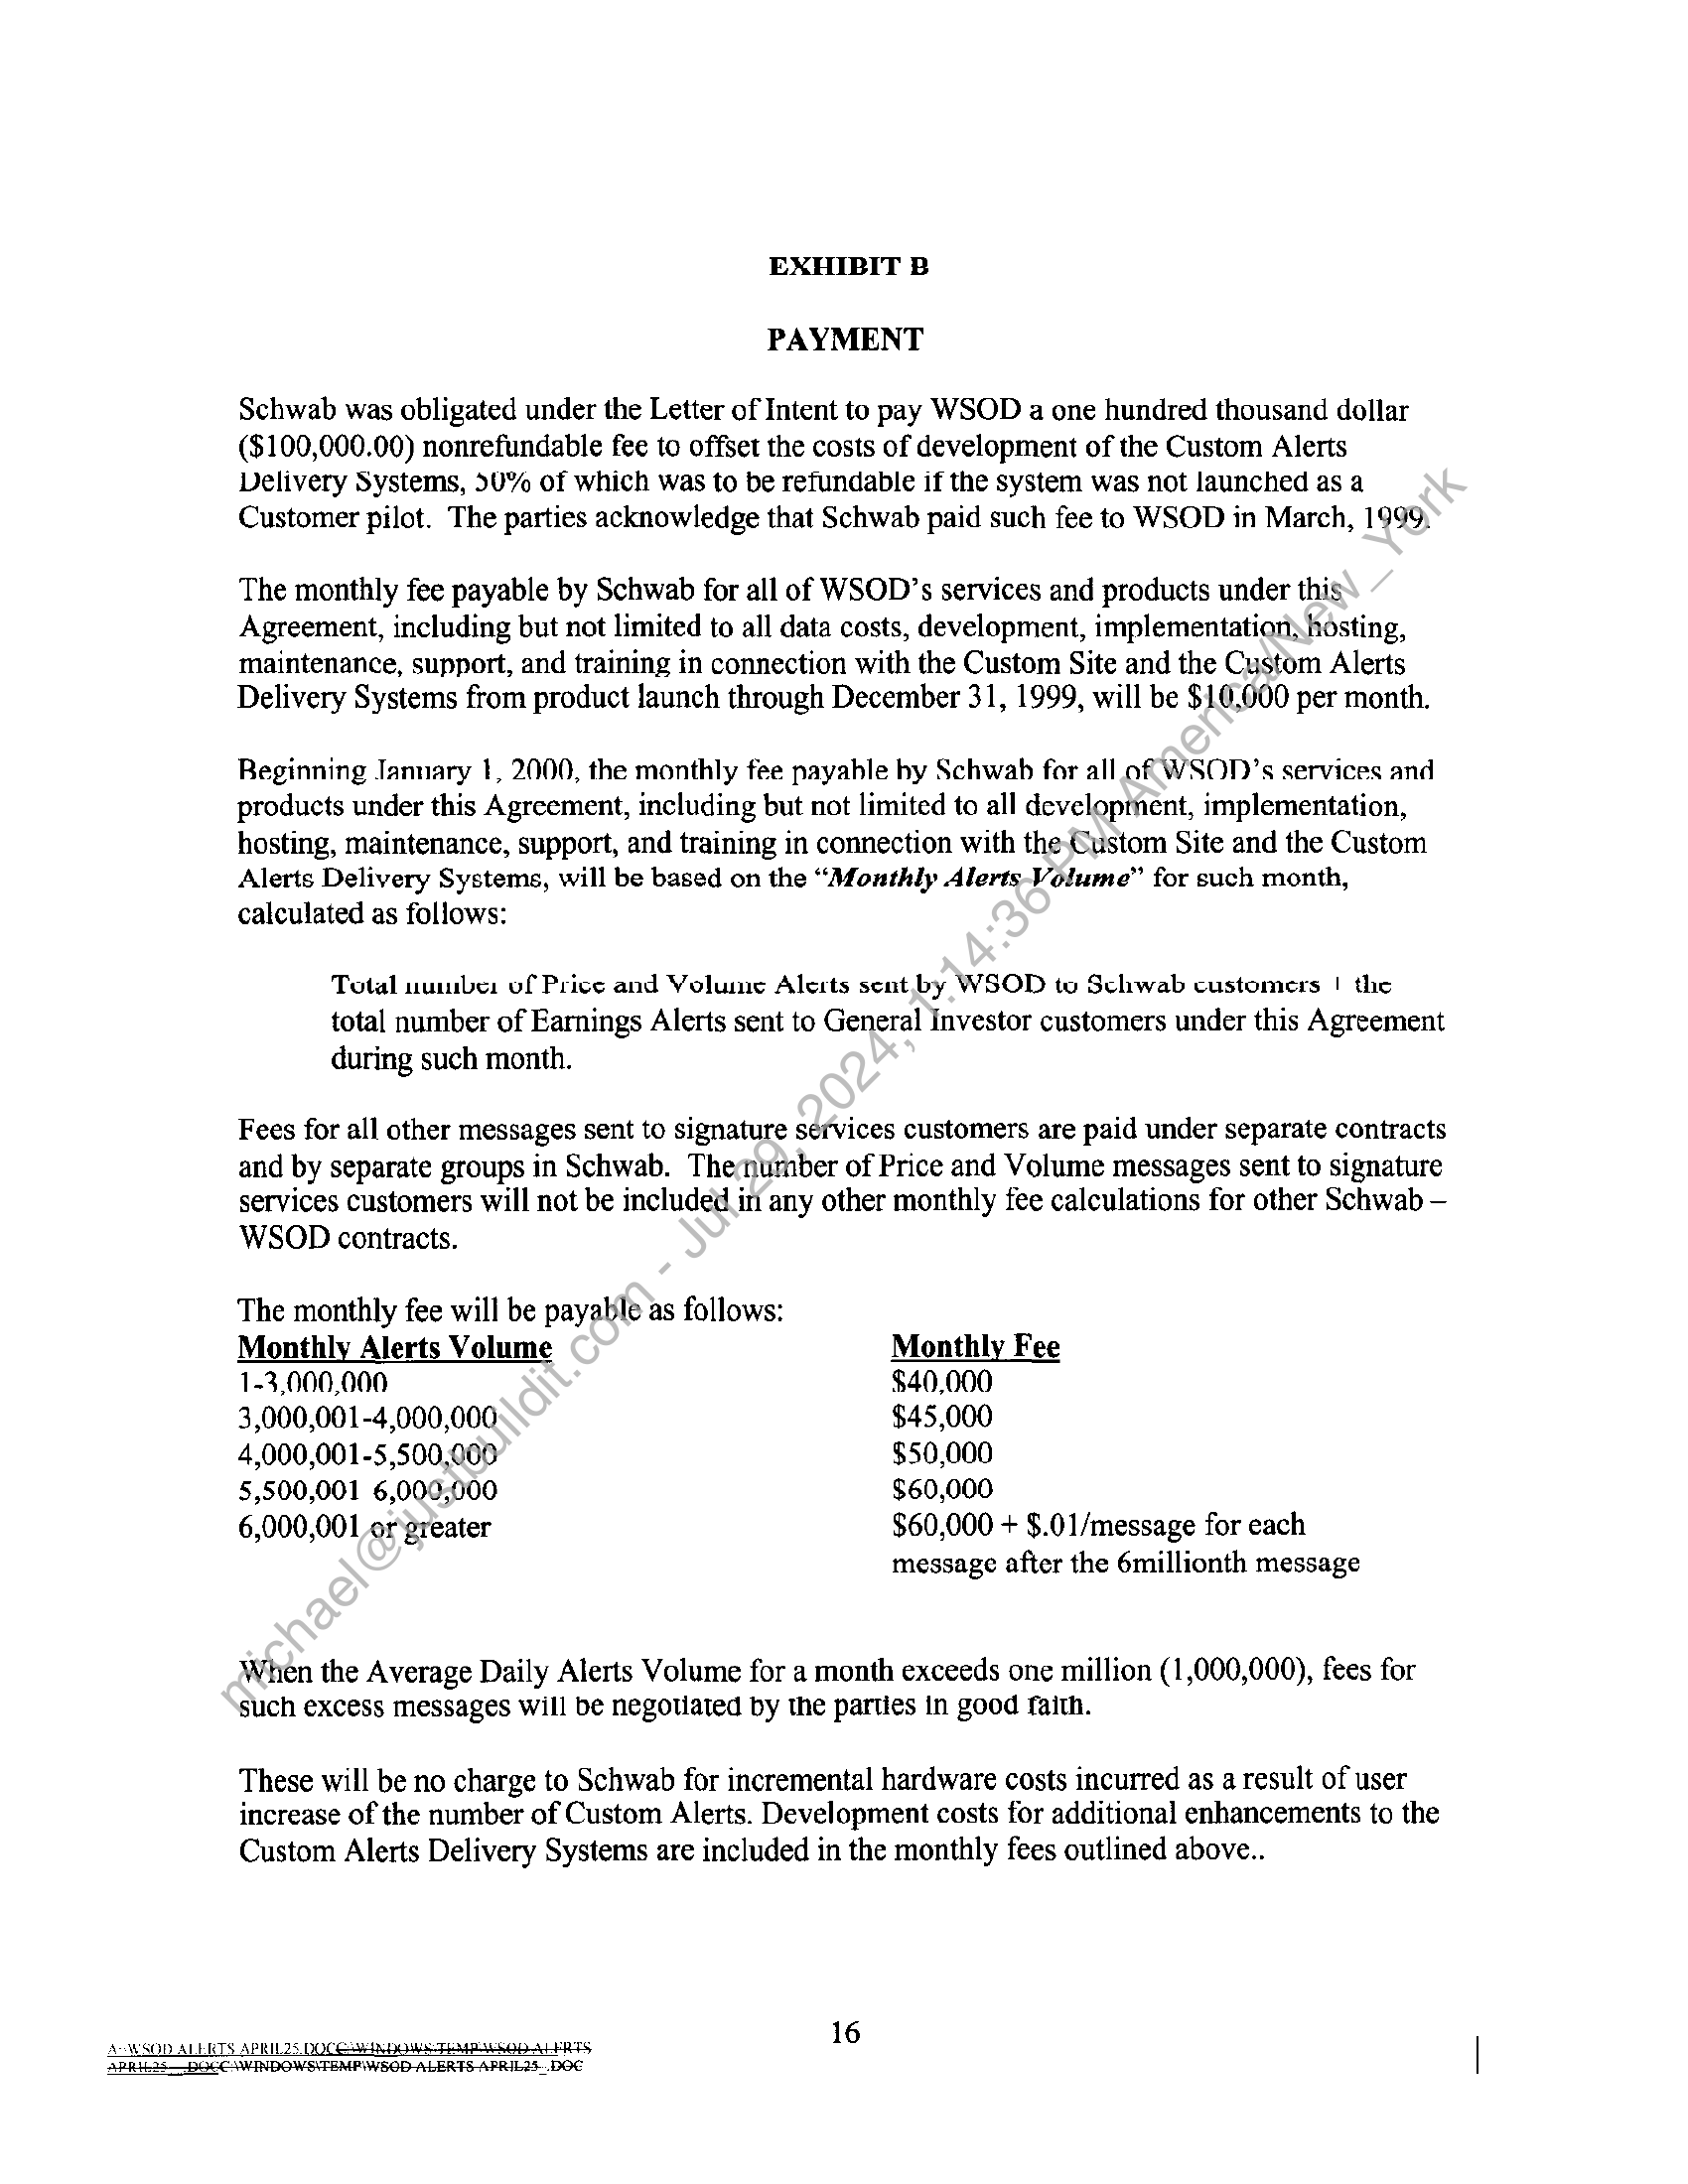 EXHIBIT B
PAYMENT
Schwab was obligated under the Letter of Intent to pay WSOD a one hundred thousand dollar
($100,000.00) nonrefundable fee to offset the costs of development of the Custom Alerts
Delivery Systems, 50% of which was to be refundable if the system was not launched as a
Customer pilot.  The parties acknowledge that Schwab paid such fee to WSOD in March, 1999.
The monthly fee payable by Schwab for all of WSOD's services and products under this
Agreement, including but not limited to all data costs, development, implementation, hosting,
maintenance, support, and training in connection with the Custom Site and the Custom Alerts
Delivery Systems from product launch through December 31, 1999, will be $10,000 per month.
Beginning January 1, 2000, the monthly fee payable by Schwab for all of WSOD's services and
products under this Agreement, including but not limited to all development, implementation,
hosting, maintenance, support, and training in connection with the Custom Site and the Custom
Alerts Delivery Systems, will be based on the “Monthly Alerts Volume” for such month,
calculated as follows:
Total number of Price and Volume Alerts sent by WSOD to Schwab customers + the
total number of Earnings Alerts sent to General Investor customers under this Agreement
during such month.
Fees for all other messages sent to signature services customers are paid under separate contracts
and by separate groups in Schwab.  The number of Price and Volume messages sent to signature
services customers will not be included in any other monthly fee calculations for other Schwab –
WSOD contracts.
The monthly fee will be payable as follows:
Monthly Alerts Volume Monthly Fee
1-3,000,000 $40,000
3,000,001-4,000,000 $45,000
4,000,001-5,500,000 $50,000
5,500,001 6,000,000 $60,000
6,000,001 or greater $60,000 + $.01/message for each
message after the 6millionth message
When the Average Daily Alerts Volume for a month exceeds one million (1,000,000), fees for
such excess messages will be negotiated by the parties in good faith.
These will be no charge to Schwab for incremental hardware costs incurred as a result of user
increase of the number of Custom Alerts. Development costs for additional enhancements to the
Custom Alerts Delivery Systems are included in the monthly fees outlined above..
16
A:\WSOD ALERTS APRIL25.DOCC:\WINDOWS\TEMP\WSOD ALERTS
APRIL25_ .DOCC:\WINDOWS\TEMP\WSOD ALERTS APRIL25_.DOC
michael@justbuildit.com - Jul 29, 2024, 1:14:36 PM America/New_York